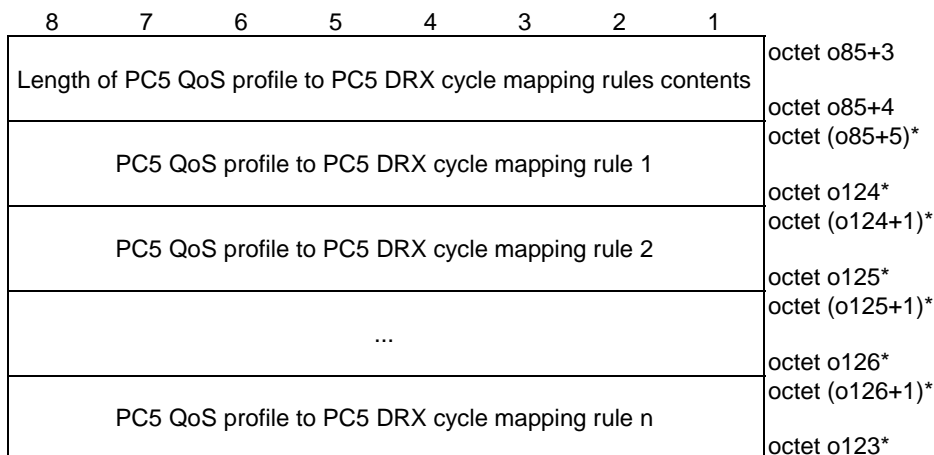 8 7 6 5 4 3 2 1
octet o85+3
Length of PC5 QoS profile to PC5 DRX cycle mapping rules contents
octet o85+4
octet (o85+5)*
PC5 QoS profile to PC5 DRX cycle mapping rule 1
octet o124*
octet (o124+1)*
PC5 QoS profile to PC5 DRX cycle mapping rule 2
octet o125*
octet (o125+1)*
...
octet o126*
octet (o126+1)*
PC5 QoS profile to PC5 DRX cycle mapping rule n
octet o123*